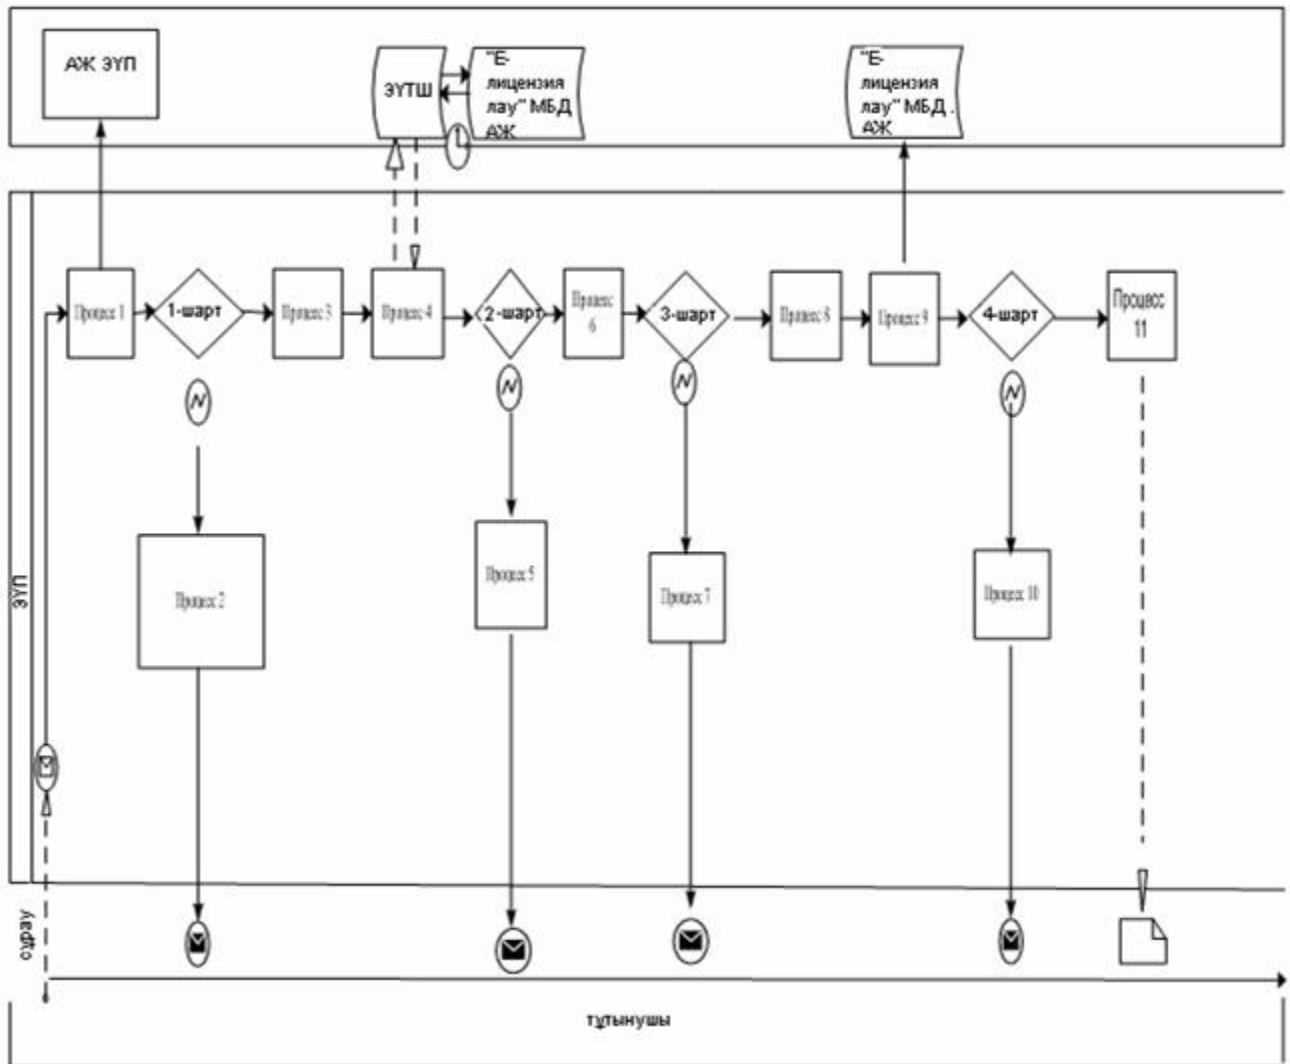 АЖ ЭҮП
ЭҮТШ
"Е-
лицензия
лау" МБД
АЖ
"Е-
лицензия
лау" МБД .
АЖ
Процесс 1
1-шарт
Процесс 3
Процесс 4
2-шарт
Процесс
6
3-шарт
Процесс 8
Процесс 9
4-шарт
Процесс
11
Процесс 2
Процесс 5
Процесс 7
Процесс 10
ЭҮП
сұрау
тұтынушы